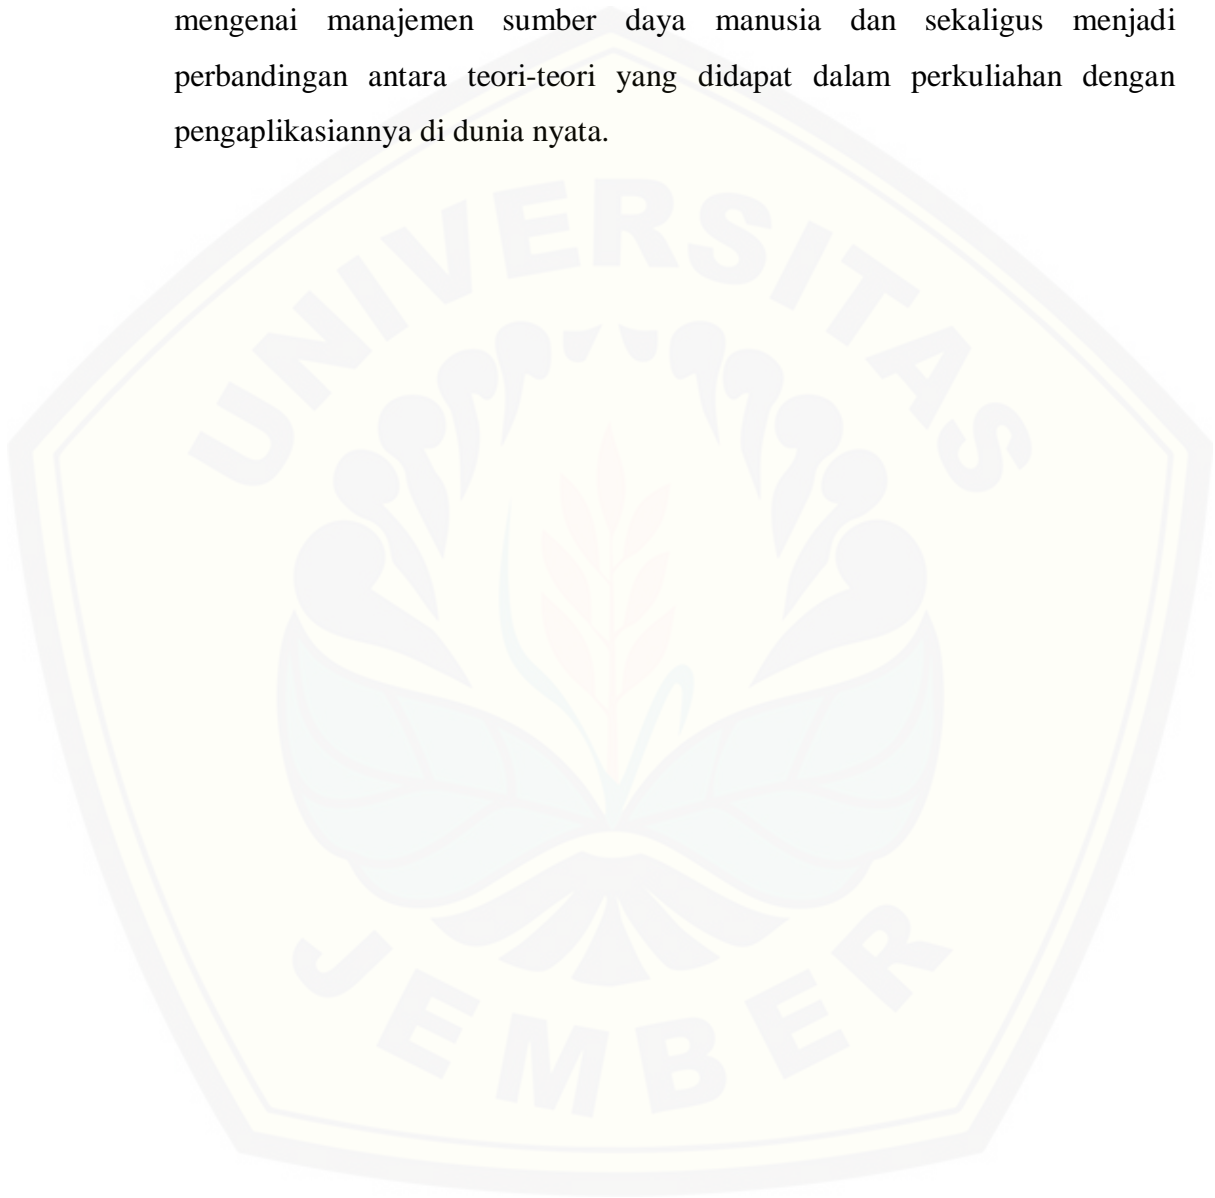 mengenai manajemen sumber daya manusia dan sekaligus menjadi
perbandingan antara teori-teori yang didapat dalam perkuliahan dengan
pengaplikasiannya di dunia nyata.
UNIVERSITAS
JEMBER